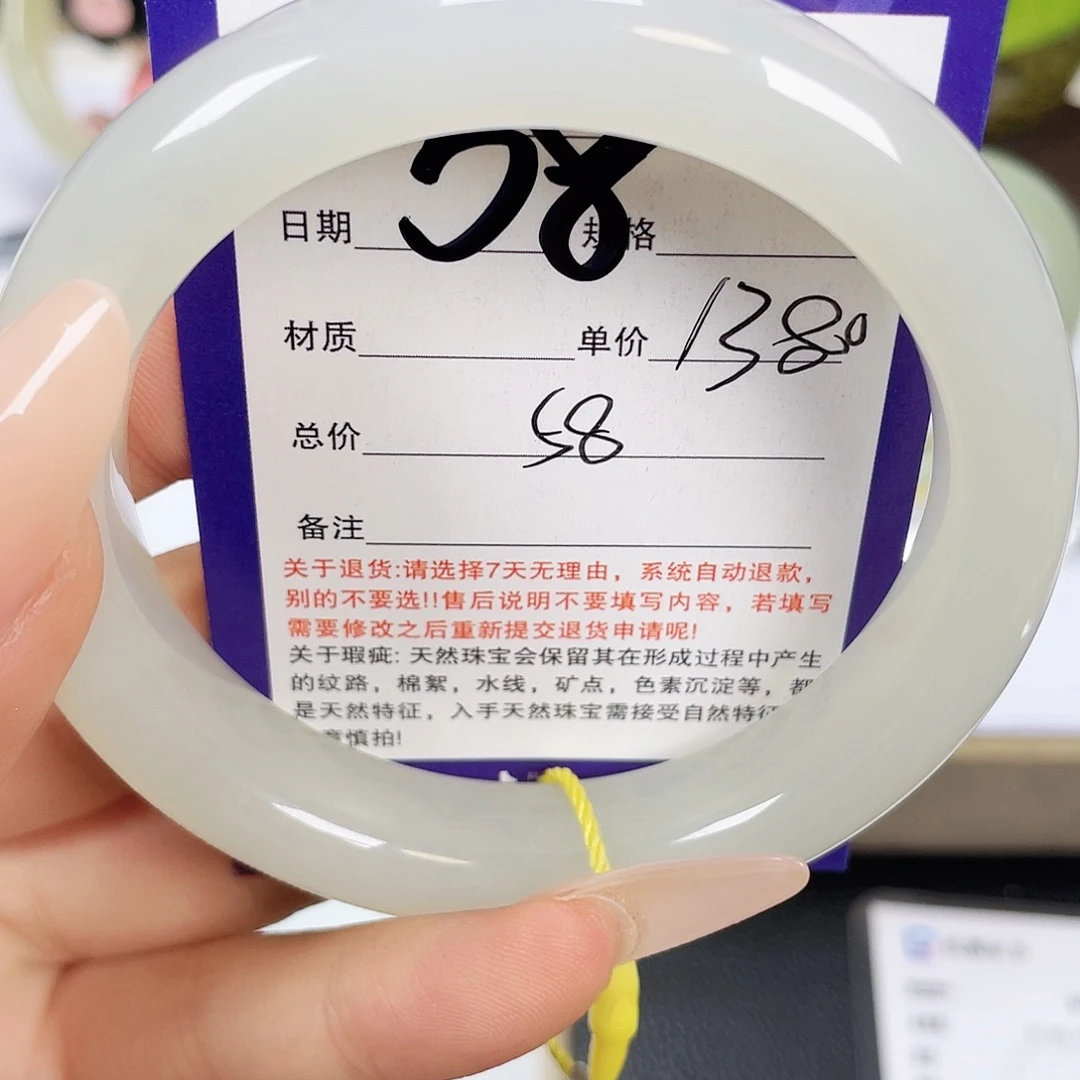 58
日期 规格
材质 单价 1380
总价 58
备注
关于退货:请选择7天无理由，系统自动退款，
别的不要选!!售后说明不要填写内容，若填写
需要修改之后重新提交退货申请呢!
关于瑕疵: 天然珠宝会保留其在形成过程中产生
的纹路，棉絮，水线，矿点，色素沉淀等，都
是天然特征，入手天然珠宝需接受自然特征
慎拍!